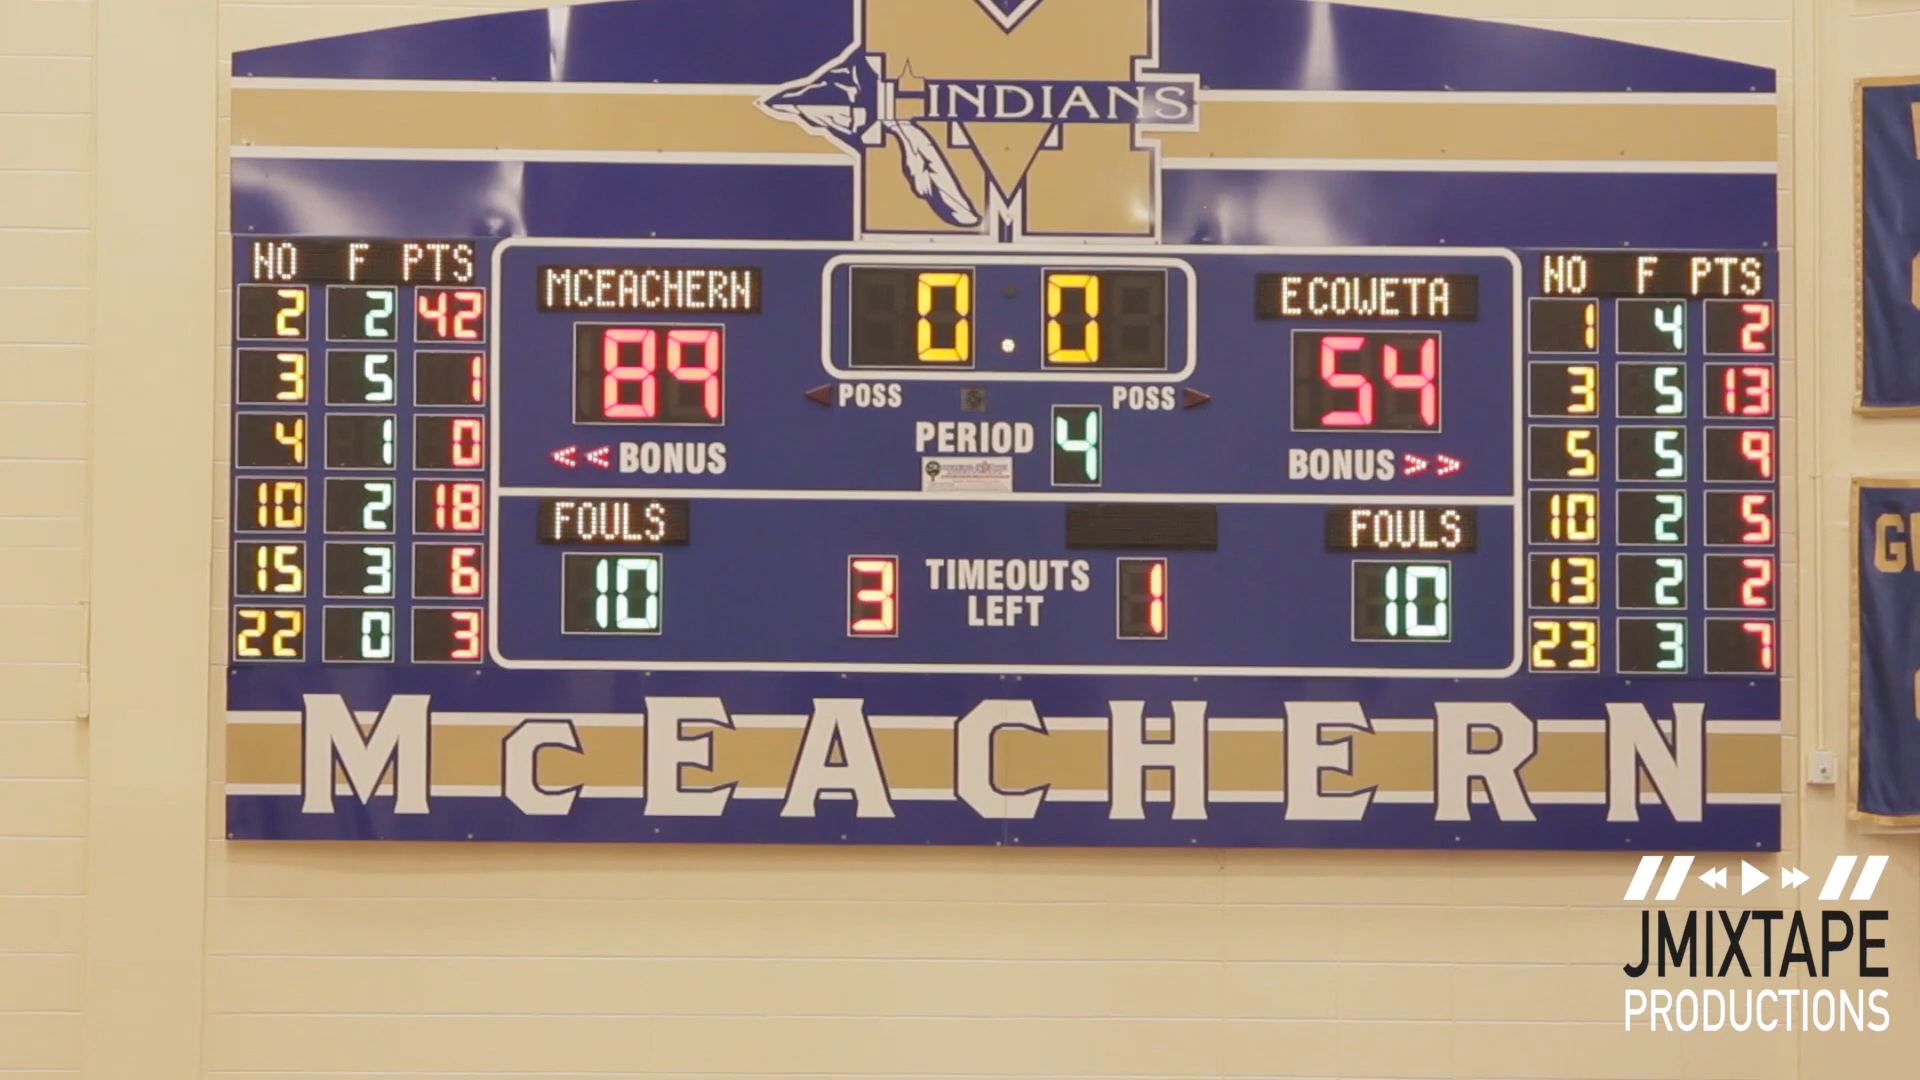 INDIANS
M
NO F PTS
2 2 42
3 5 1
4 1 0
10 2 18
15 3 6
22 0 3
MCEACHERN
89
<< BONUS
0.0
POSS
POSS
PERIOD 4
ECOWETA
54
BONUS >>
FOULS
10
3 TIMEOUTS LEFT 1
FOULS
10
NO F PTS
1 4 2
3 5 13
5 5 9
10 2 5
13 2 2
23 3 7
McEACHERN
JMIXTAPE
PRODUCTIONS